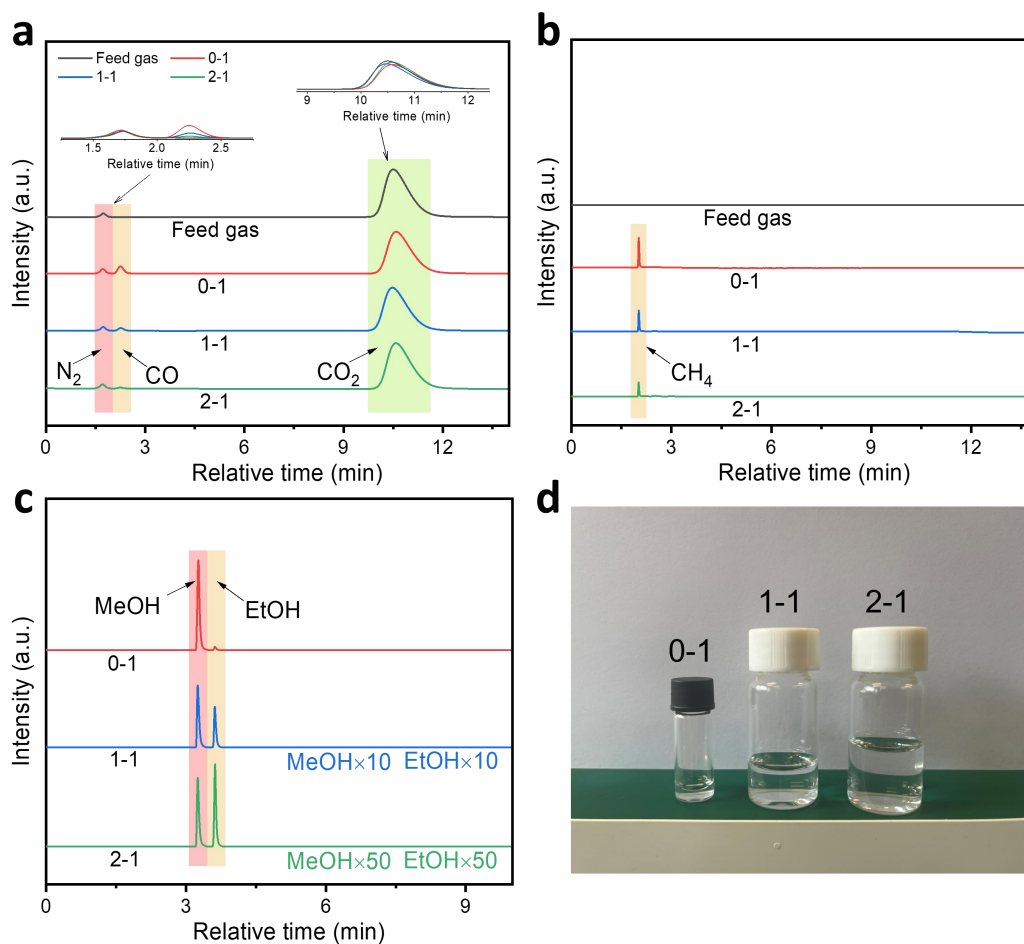 a
Feed gas
0-1
1-1
2-1
9 10 11 12
Relative time (min)
1.5 2.0 2.5
Relative time (min)
Feed gas
0-1
1-1
2-1
N₂
CO
CO₂
Intensity (a.u.)
0 3 6 9 12
Relative time (min)
b
Feed gas
0-1
1-1
CH₄
2-1
Intensity (a.u.)
0 3 6 9 12
Relative time (min)
c
MeOH
EtOH
0-1
1-1
MeOH×10 EtOH×10
2-1
MeOH×50 EtOH×50
Intensity (a.u.)
0 3 6 9
Relative time (min)
d
0-1
1-1
2-1